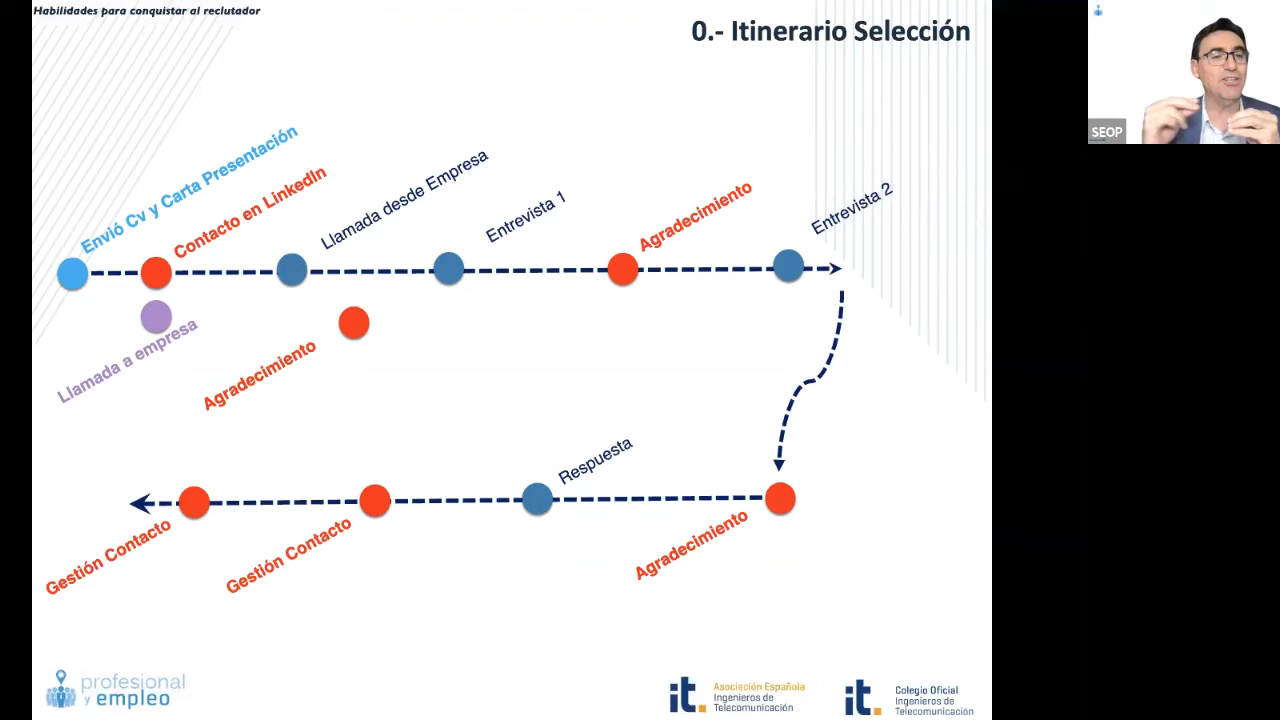 Habilidades para conquistar al reclutador
0.- Itinerario Selección
SEOP
Envió Cv y Carta Presentación
Contacto en LinkedIn
Llamada desde Empresa
Entrevista 1
Agradecimiento
Entrevista 2
Llamada a empresa
Agradecimiento
Respuesta
Gestión Contacto
Gestión Contacto
Agradecimiento
profesional
y empleo
it.
Asociación Española
Ingenieros de
Telecomunicación
it.
Colegio Oficial
Ingenieros de
Telecomunicación